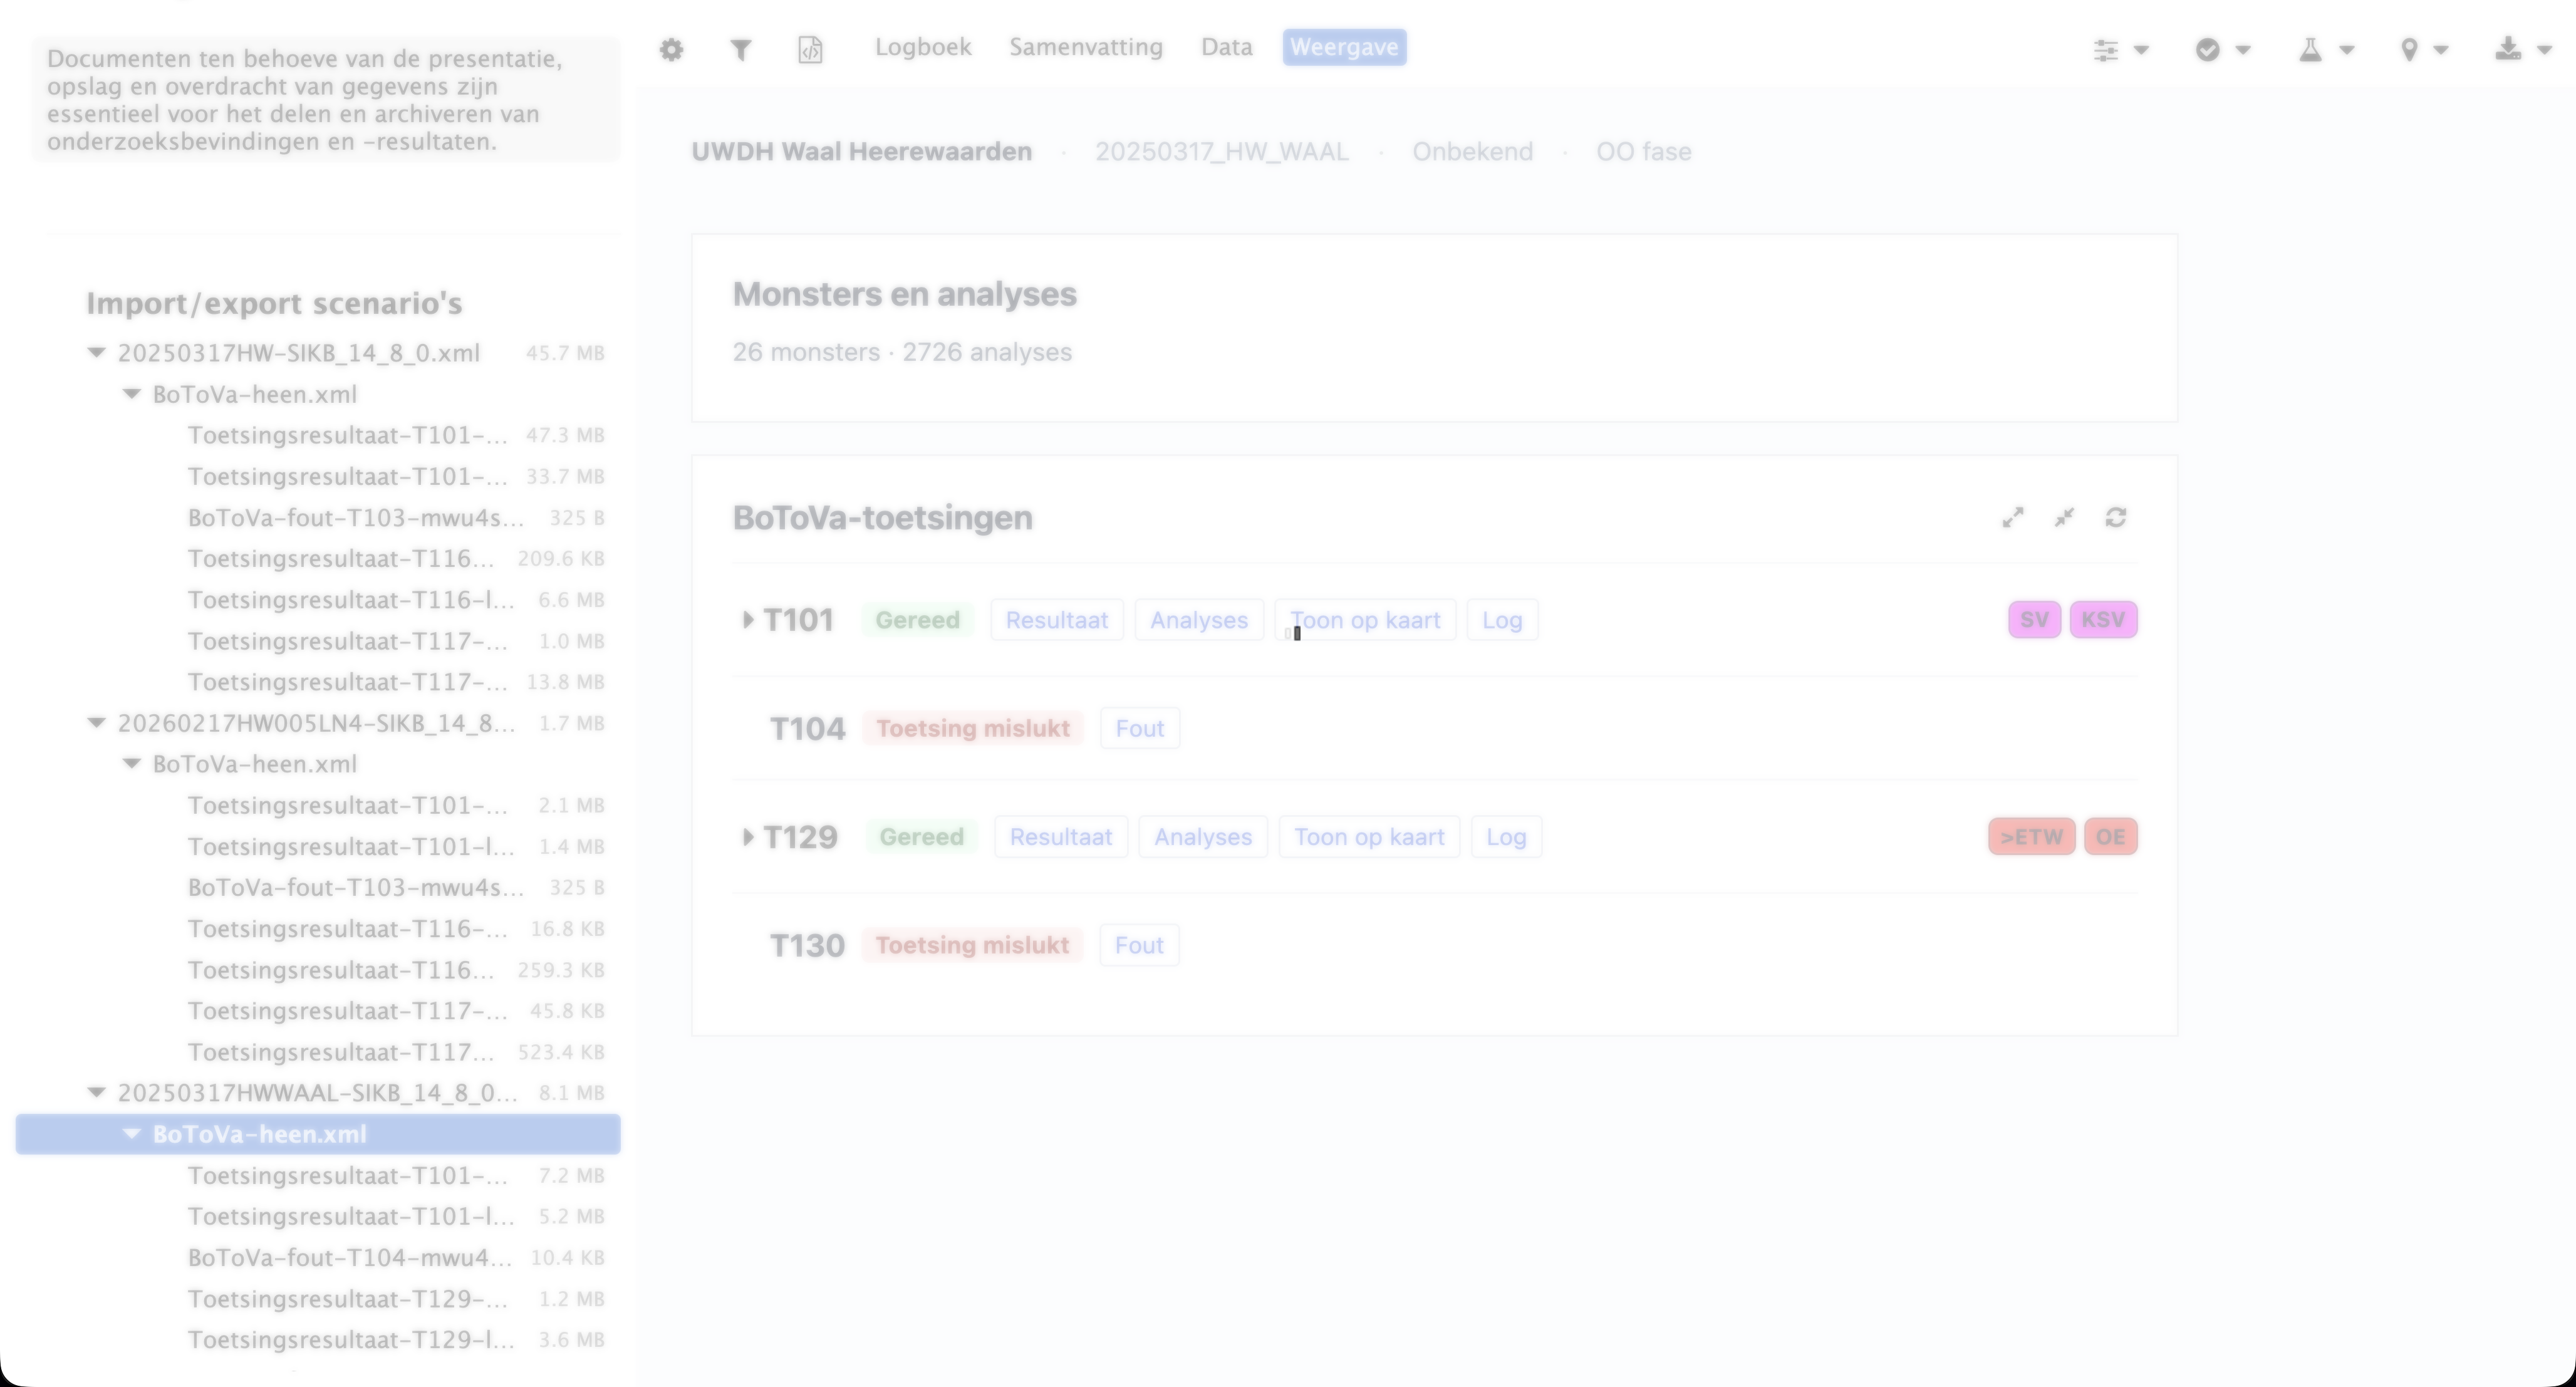 Documenten ten behoeve van de presentatie,
opslag en overdracht van gegevens zijn
essentieel voor het delen en archiveren van
onderzoeksbevindingen en -resultaten.
Import/export scenario's
20250317HW-SIKB_14_8_0.xml 45.7 MB
BoToVa-heen.xml
Toetsingsresultaat-T101-... 47.3 MB
Toetsingsresultaat-T101-... 33.7 MB
BoToVa-fout-T103-mwu4s... 325 B
Toetsingsresultaat-T116... 209.6 KB
Toetsingsresultaat-T116-l... 6.6 MB
Toetsingsresultaat-T117-... 1.0 MB
Toetsingsresultaat-T117-... 13.8 MB
20260217HW005LN4-SIKB_14_8... 1.7 MB
BoToVa-heen.xml
Toetsingsresultaat-T101-... 2.1 MB
Toetsingsresultaat-T101-l... 1.4 MB
BoToVa-fout-T103-mwu4s... 325 B
Toetsingsresultaat-T116-... 16.8 KB
Toetsingsresultaat-T116... 259.3 KB
Toetsingsresultaat-T117-... 45.8 KB
Toetsingsresultaat-T117... 523.4 KB
20250317HWWAAL-SIKB_14_8_0... 8.1 MB
BoToVa-heen.xml
Toetsingsresultaat-T101-... 7.2 MB
Toetsingsresultaat-T101-l... 5.2 MB
BoToVa-fout-T104-mwu4... 10.4 KB
Toetsingsresultaat-T129-... 1.2 MB
Toetsingsresultaat-T129-l... 3.6 MB
Logboek Samenvatting Data Weergave
UWDH Waal Heerewaarden · 20250317_HW_WAAL · Onbekend · OO fase
Monsters en analyses
26 monsters · 2726 analyses
BoToVa-toetsingen
T101 Gereed Resultaat Analyses Toon op kaart Log SV KSV
T104 Toetsing mislukt Fout
T129 Gereed Resultaat Analyses Toon op kaart Log >ETW OE
T130 Toetsing mislukt Fout